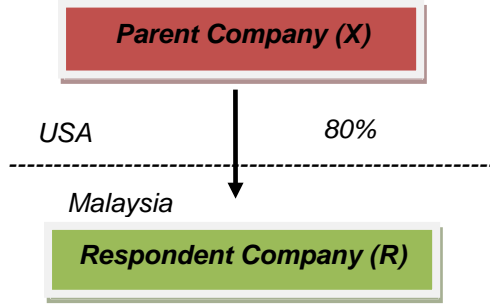 Parent Company (X)
USA 80%
Malaysia
Respondent Company (R)